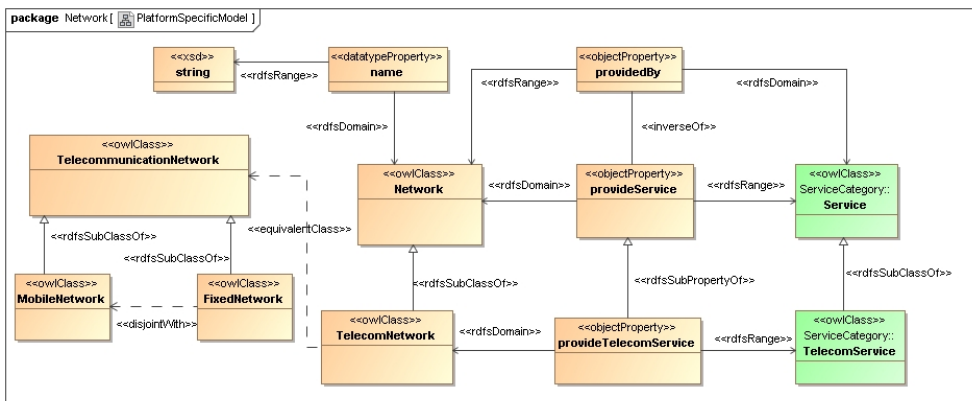 package Network [ PlatformSpecificModel ]
<<xsd>>
string
<<rdfsRange>>
<<datatypeProperty>>
name
<<rdfsDomain>>
<<objectProperty>>
providedBy
<<rdfsRange>>
<<rdfsDomain>>
<<inverseOf>>
<<owlClass>>
TelecommunicationNetwork
<<owlClass>>
Network
<<rdfsDomain>>
<<objectProperty>>
provideService
<<rdfsRange>>
<<owlClass>>
ServiceCategory::
Service
<<equivalentClass>>
<<rdfsSubClassOf>>
<<rdfsSubClassOf>>
<<rdfsSubClassOf>>
<<rdfsSubPropertyOf>>
<<rdfsSubClassOf>>
<<owlClass>>
MobileNetwork
<<disjointWith>>
<<owlClass>>
FixedNetwork
<<owlClass>>
TelecomNetwork
<<rdfsDomain>>
<<objectProperty>>
provideTelecomService
<<rdfsRange>>
<<owlClass>>
ServiceCategory::
TelecomService